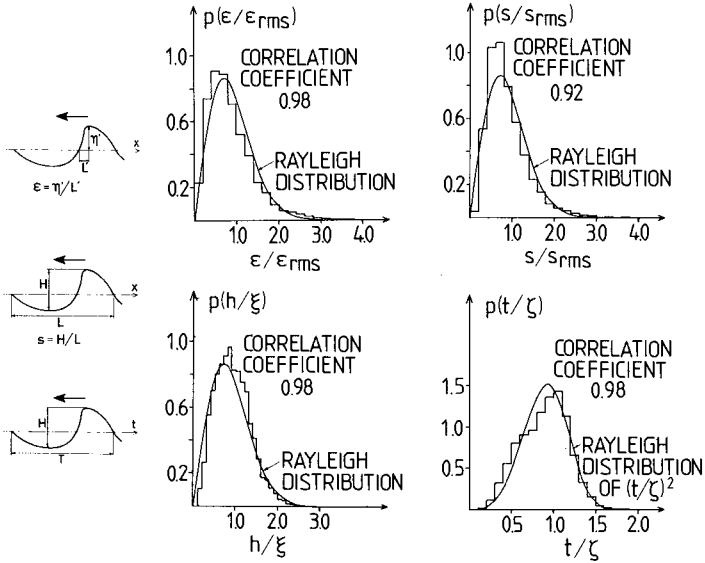 x
η'
L'
ε = η'/L'
H
x
L
s = H/L
H
t
T
p(ε/εrms)
1.0
0.6
0.2
CORRELATION
COEFFICIENT
0.98
RAYLEIGH
DISTRIBUTION
1.0 2.0 3.0 4.0
ε/εrms
p(s/srms)
1.0
0.6
0.2
CORRELATION
COEFFICIENT
0.92
RAYLEIGH
DISTRIBUTION
1.0 2.0 3.0 4.0
s/srms
p(h/ξ)
1.0
0.6
0.2
CORRELATION
COEFFICIENT
0.98
RAYLEIGH
DISTRIBUTION
1.0 2.0 3.0
h/ξ
p(t/ζ)
1.5
1.0
0.5
CORRELATION
COEFFICIENT
0.98
RAYLEIGH
DISTRIBUTION
OF (t/ζ)²
0.5 1.0 1.5 2.0
t/ζ